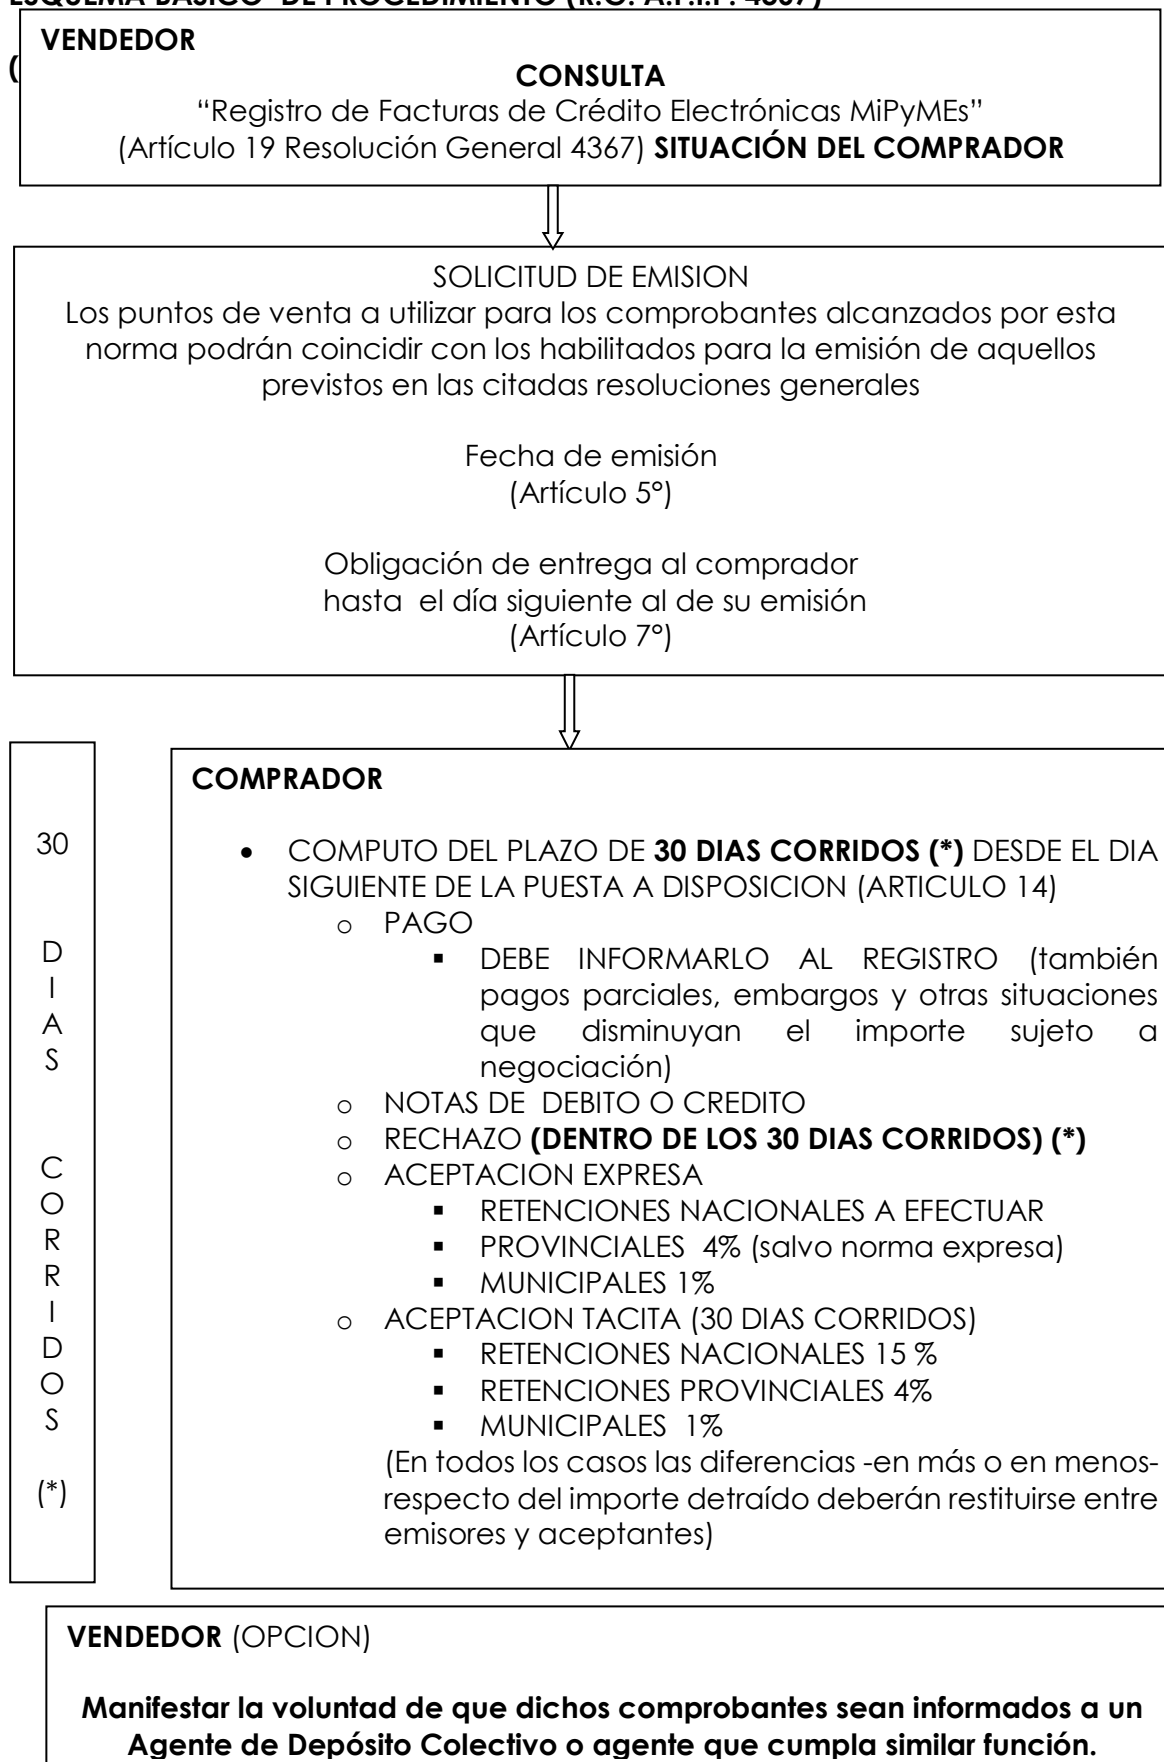 ESQUEMA BASICO DE PROCEDIMIENTO (R.G. A.F.I.P. 4367)
VENDEDOR
(
CONSULTA
“Registro de Facturas de Crédito Electrónicas MiPyMEs”
(Artículo 19 Resolución General 4367) SITUACIÓN DEL COMPRADOR
SOLICITUD DE EMISION
Los puntos de venta a utilizar para los comprobantes alcanzados por esta
norma podrán coincidir con los habilitados para la emisión de aquellos
previstos en las citadas resoluciones generales
Fecha de emisión
(Artículo 5°)
Obligación de entrega al comprador
hasta el día siguiente al de su emisión
(Artículo 7°)
30
D
I
A
S
C
O
R
R
I
D
O
S
(*)
COMPRADOR
• COMPUTO DEL PLAZO DE 30 DIAS CORRIDOS (*) DESDE EL DIA
SIGUIENTE DE LA PUESTA A DISPOSICION (ARTICULO 14)
o PAGO
▪ DEBE INFORMARLO AL REGISTRO (también
pagos parciales, embargos y otras situaciones
que disminuyan el importe sujeto a
negociación)
o NOTAS DE DEBITO O CREDITO
o RECHAZO (DENTRO DE LOS 30 DIAS CORRIDOS) (*)
o ACEPTACION EXPRESA
▪ RETENCIONES NACIONALES A EFECTUAR
▪ PROVINCIALES 4% (salvo norma expresa)
▪ MUNICIPALES 1%
o ACEPTACION TACITA (30 DIAS CORRIDOS)
▪ RETENCIONES NACIONALES 15 %
▪ RETENCIONES PROVINCIALES 4%
▪ MUNICIPALES 1%
(En todos los casos las diferencias -en más o en menos-
respecto del importe detraído deberán restituirse entre
emisores y aceptantes)
VENDEDOR (OPCION)
Manifestar la voluntad de que dichos comprobantes sean informados a un
Agente de Depósito Colectivo o agente que cumpla similar función.